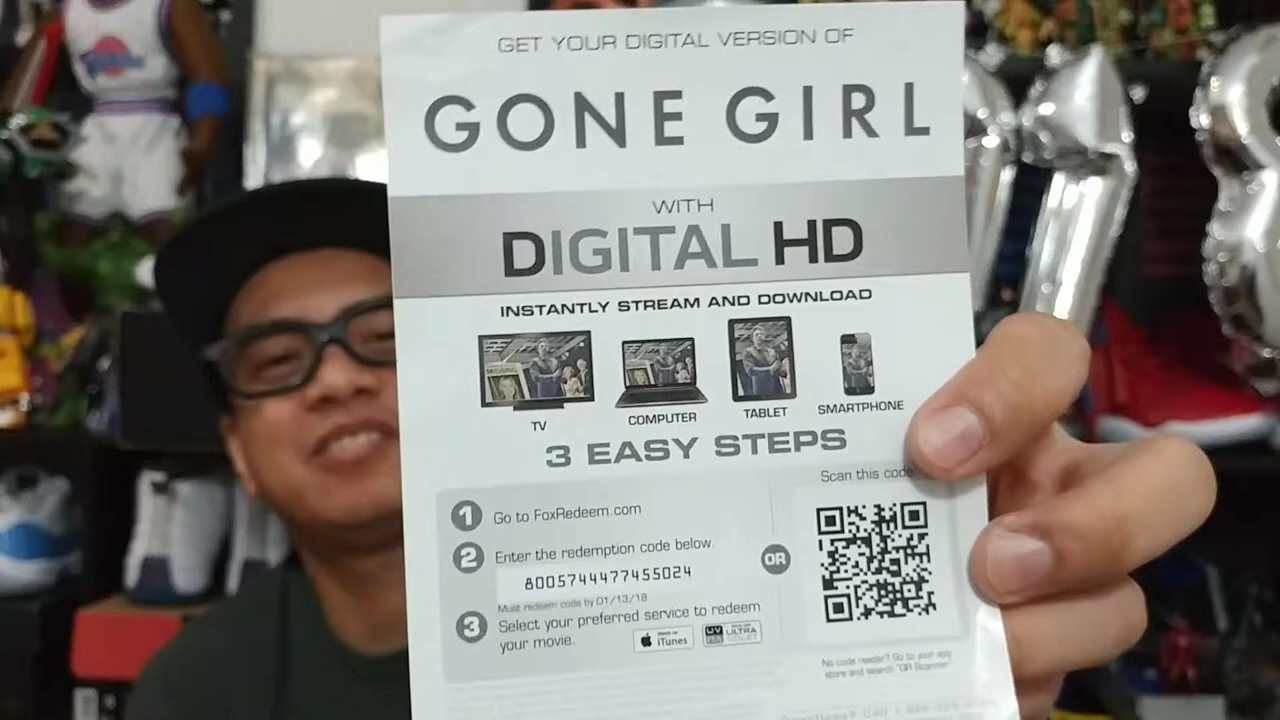 GET YOUR DIGITAL VERSION OF
GONE GIRL
WITH
DIGITAL HD
INSTANTLY STREAM AND DOWNLOAD
MISSING
TV
COMPUTER
TABLET
SMARTPHONE
3 EASY STEPS
1 Go to FoxRedeem.com
2 Enter the redemption code below.
8005744477455024
Must redeem code by 01/13/18
3 Select your preferred service to redeem
your movie.
iTunes
UV
ULTRA
VIOLET
OR
Scan this code
No code reader? Go to your app
store and search "QR Scanner"